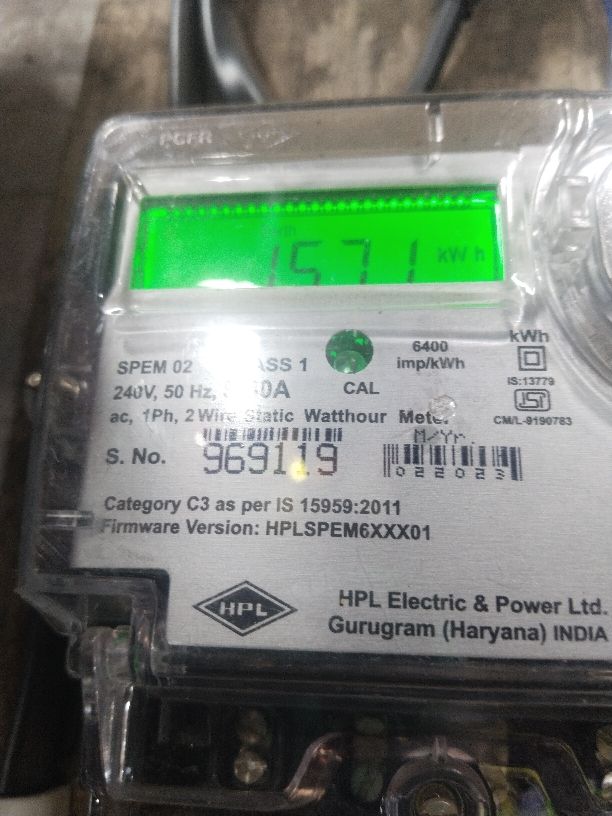 1571 kWh
SPEM 02 ASS 1
6400
imp/kWh
kWh
240V, 50 Hz, 0A
CAL
IS:13779
ISI
CM/L-9190783
ac, 1Ph, 2 Wire Static Watthour Meter
M/Yr.
S. No. 969119
022023
Category C3 as per IS 15959:2011
Firmware Version: HPLSPEM6XXX01
HPL
HPL Electric & Power Ltd.
Gurugram (Haryana) INDIA